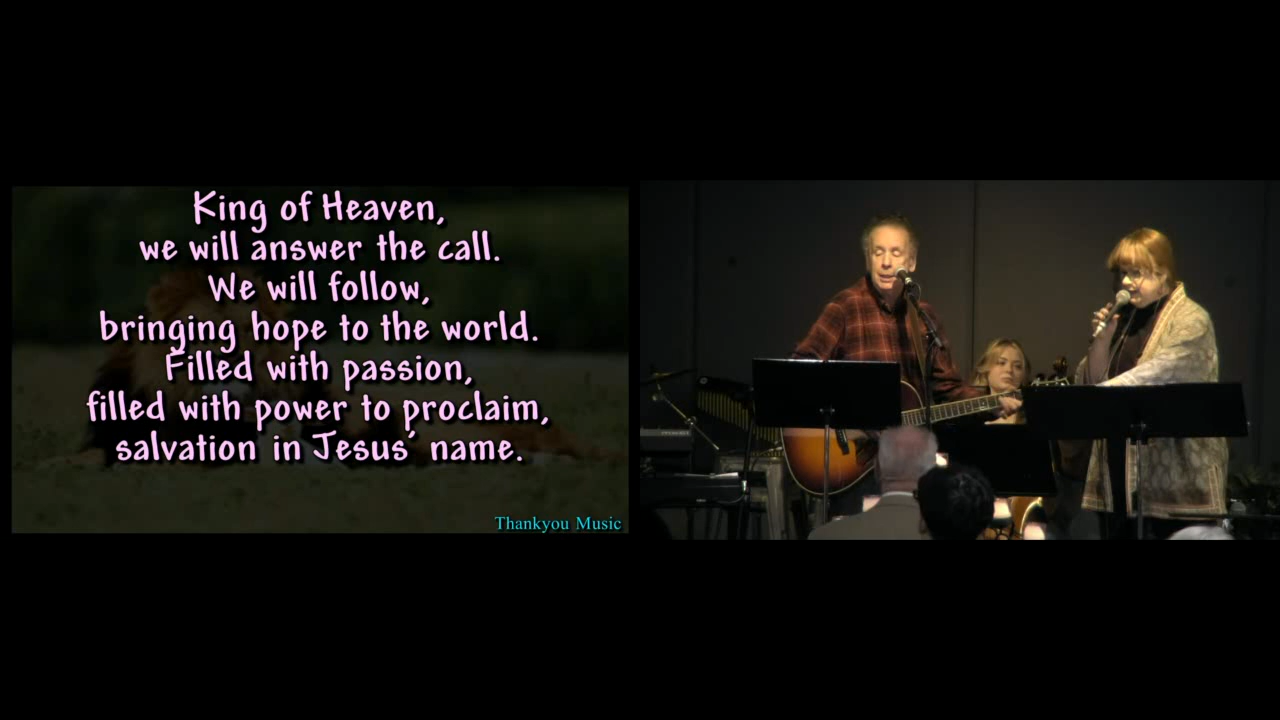 King of Heaven,
we will answer the call.
We will follow,
bringing hope to the world.
Filled with passion,
filled with power to proclaim,
salvation in Jesus' name.
Thankyou Music